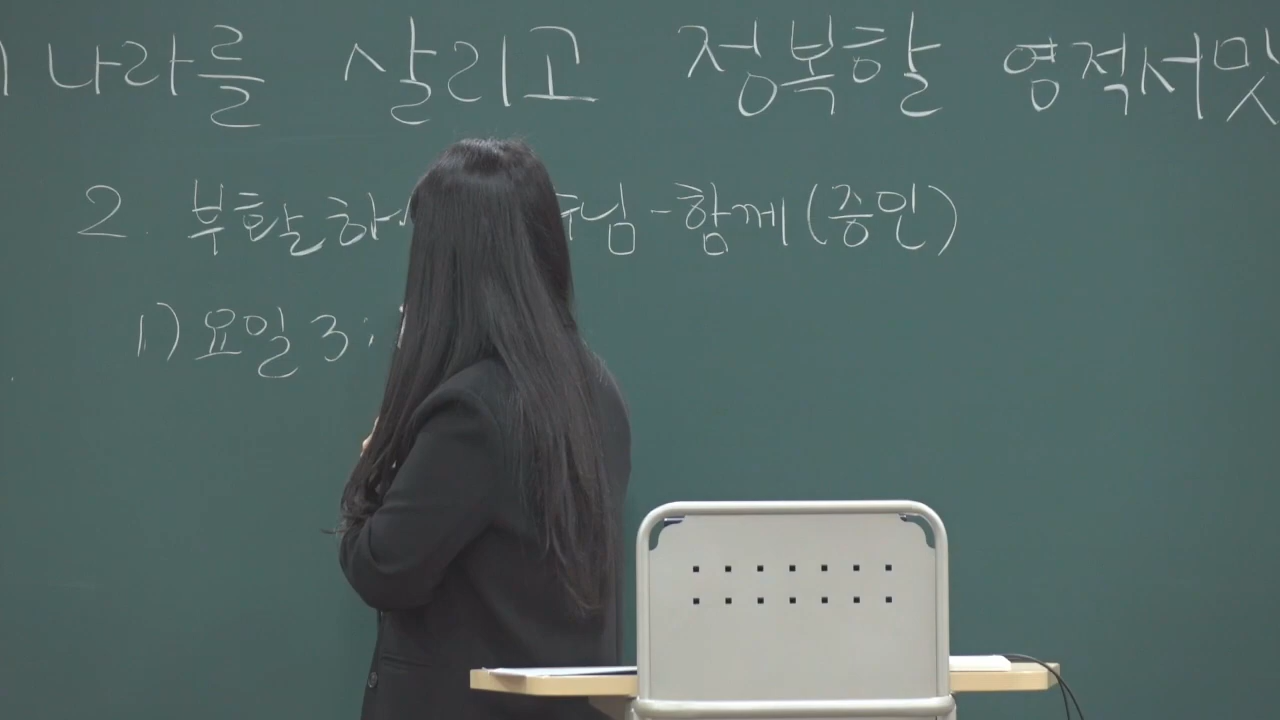 나라를 살리고 정복할 영적서밋
2. 부활하 님-함께(증인)
1) 요일 3: